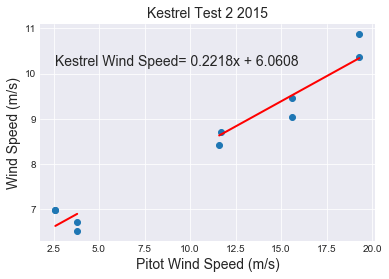 Kestrel Test 2 2015
Kestrel Wind Speed= 0.2218x + 6.0608
Wind Speed (m/s)
11
10
9
8
7
2.5 5.0 7.5 10.0 12.5 15.0 17.5 20.0
Pitot Wind Speed (m/s)